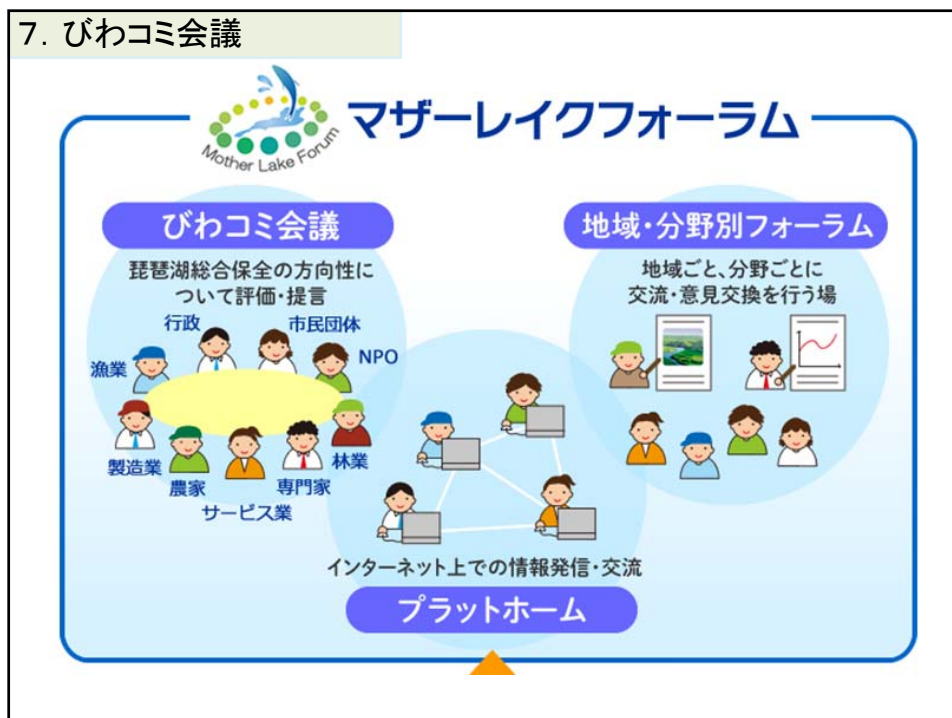 7. びわコミ会議
マザーレイクフォーラム
Mother Lake Forum
びわコミ会議
琵琶湖総合保全の方向性に
ついて評価・提言
行政
市民団体
漁業
NPO
製造業
農家
サービス業
専門家
林業
地域・分野別フォーラム
地域ごと、分野ごとに
交流・意見交換を行う場
インターネット上での情報発信・交流
プラットホーム